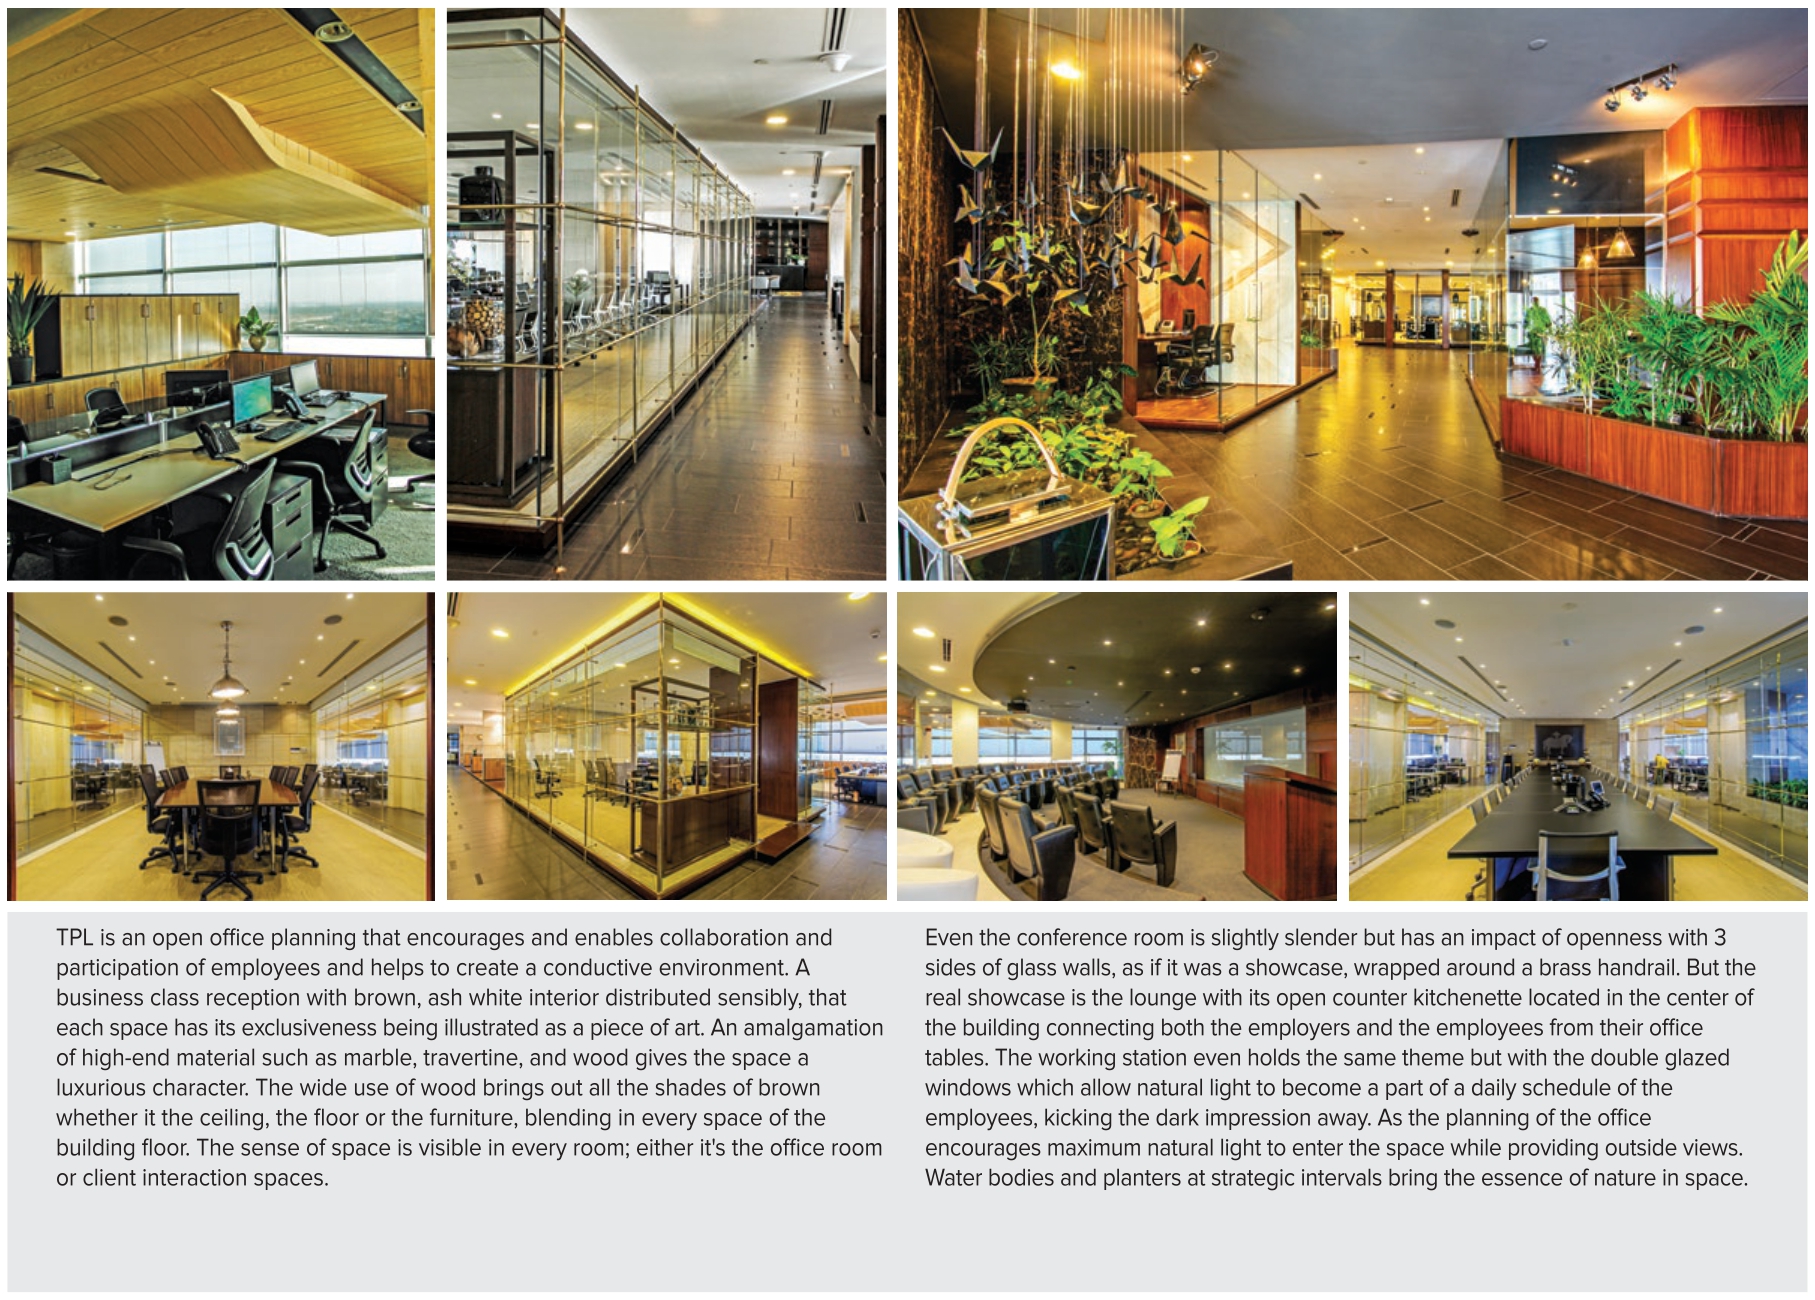 TPL is an open office planning that encourages and enables collaboration and
participation of employees and helps to create a conductive environment. A
business class reception with brown, ash white interior distributed sensibly, that
each space has its exclusiveness being illustrated as a piece of art. An amalgamation
of high-end material such as marble, travertine, and wood gives the space a
luxurious character. The wide use of wood brings out all the shades of brown
whether it the ceiling, the floor or the furniture, blending in every space of the
building floor. The sense of space is visible in every room; either it's the office room
or client interaction spaces.
Even the conference room is slightly slender but has an impact of openness with 3
sides of glass walls, as if it was a showcase, wrapped around a brass handrail. But the
real showcase is the lounge with its open counter kitchenette located in the center of
the building connecting both the employers and the employees from their office
tables. The working station even holds the same theme but with the double glazed
windows which allow natural light to become a part of a daily schedule of the
employees, kicking the dark impression away. As the planning of the office
encourages maximum natural light to enter the space while providing outside views.
Water bodies and planters at strategic intervals bring the essence of nature in space.